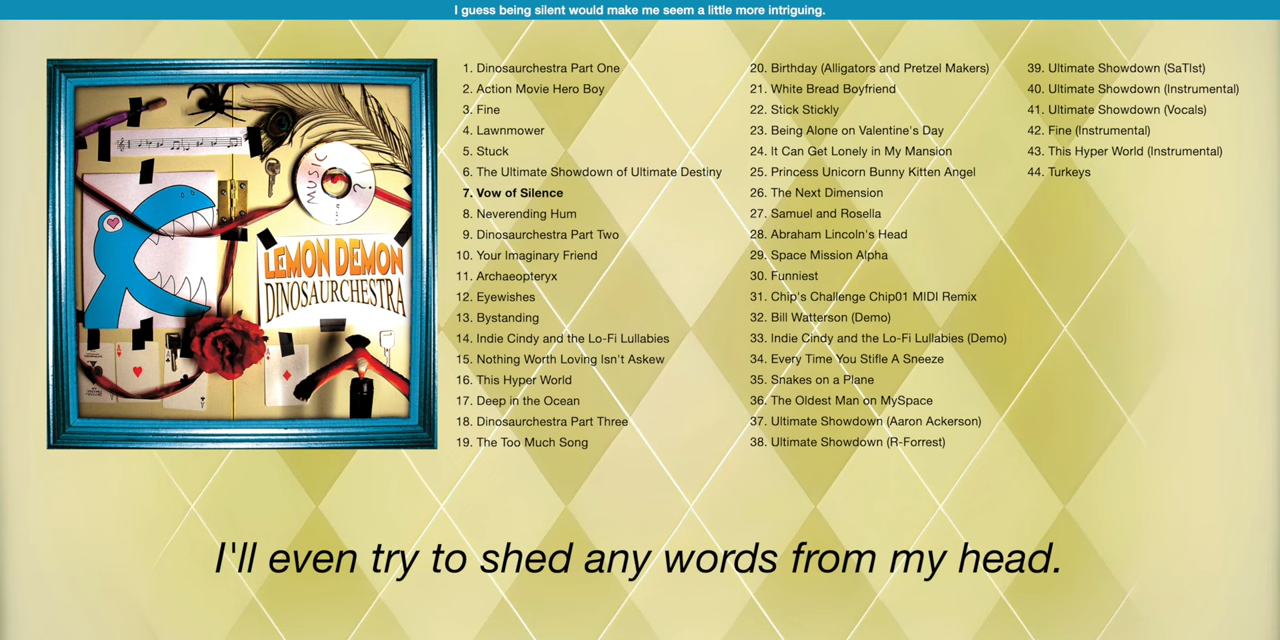 I guess being silent would make me seem a little more intriguing.
MUSIC
LEMON DEMON
DINOSAURCHESTRA
1. Dinosaurchestra Part One
2. Action Movie Hero Boy
3. Fine
4. Lawnmower
5. Stuck
6. The Ultimate Showdown of Ultimate Destiny
7. Vow of Silence
8. Neverending Hum
9. Dinosaurchestra Part Two
10. Your Imaginary Friend
11. Archaeopteryx
12. Eyewishes
13. Bystanding
14. Indie Cindy and the Lo-Fi Lullabies
15. Nothing Worth Loving Isn't Askew
16. This Hyper World
17. Deep in the Ocean
18. Dinosaurchestra Part Three
19. The Too Much Song
20. Birthday (Alligators and Pretzel Makers)
21. White Bread Boyfriend
22. Stick Stickly
23. Being Alone on Valentine's Day
24. It Can Get Lonely in My Mansion
25. Princess Unicorn Bunny Kitten Angel
26. The Next Dimension
27. Samuel and Rosella
28. Abraham Lincoln's Head
29. Space Mission Alpha
30. Funniest
31. Chip's Challenge Chip01 MIDI Remix
32. Bill Watterson (Demo)
33. Indie Cindy and the Lo-Fi Lullabies (Demo)
34. Every Time You Stifle A Sneeze
35. Snakes on a Plane
36. The Oldest Man on MySpace
37. Ultimate Showdown (Aaron Ackerson)
38. Ultimate Showdown (R-Forrest)
39. Ultimate Showdown (SaTIst)
40. Ultimate Showdown (Instrumental)
41. Ultimate Showdown (Vocals)
42. Fine (Instrumental)
43. This Hyper World (Instrumental)
44. Turkeys
I'll even try to shed any words from my head.